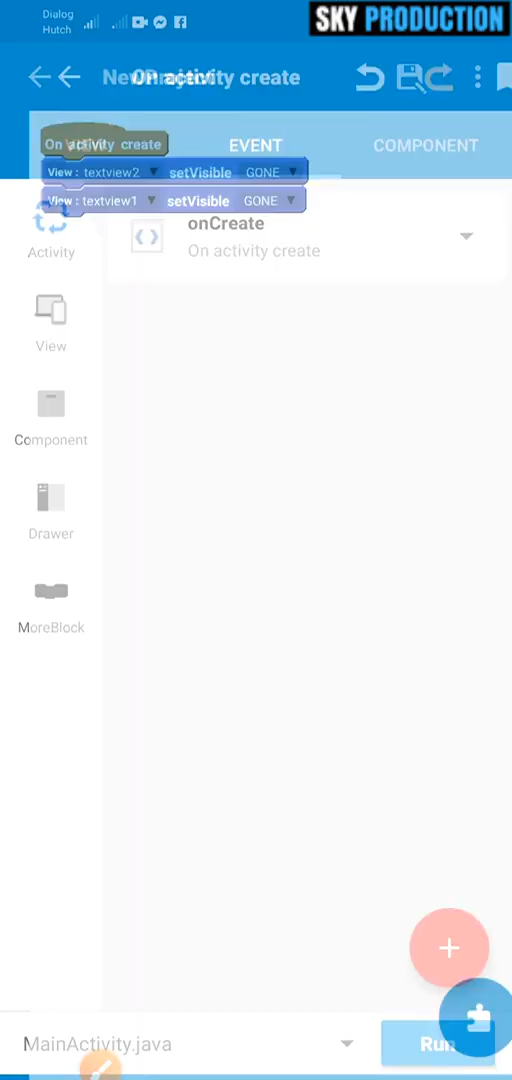 Dialog
Hutch
SKY PRODUCTION
On activity create
EVENT
COMPONENT
On activity create
View : textview2 setVisible GONE
View : textview1 setVisible GONE
onCreate
On activity create
Activity
View
Component
Drawer
MoreBlock
MainActivity.java
Run